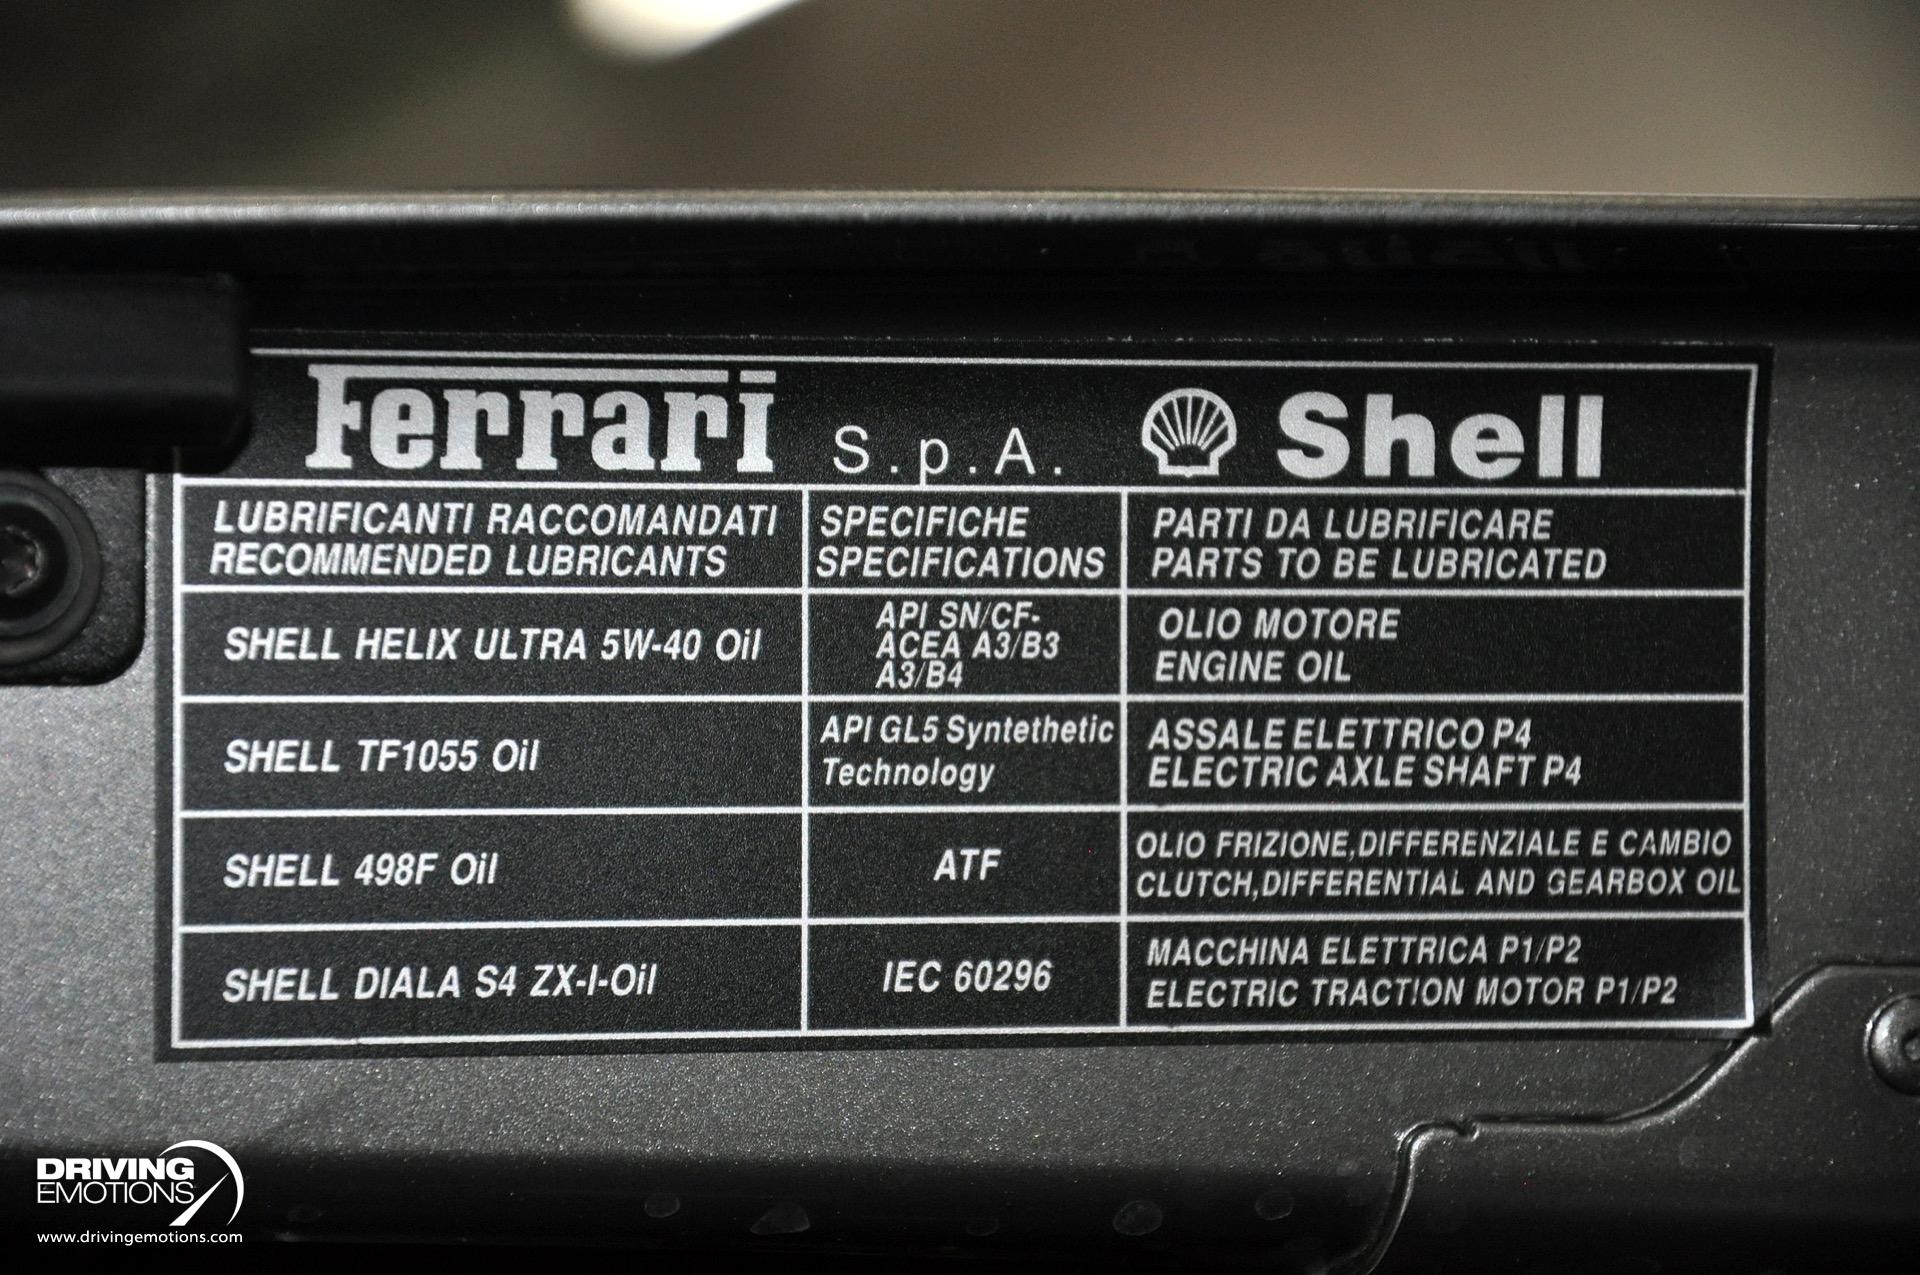 Ferrari S.p.A. Shell
LUBRIFICANTI RACCOMANDATI
RECOMMENDED LUBRICANTS
SPECIFICHE
SPECIFICATIONS
PARTI DA LUBRIFICARE
PARTS TO BE LUBRICATED
SHELL HELIX ULTRA 5W-40 Oil
API SN/CF-
ACEA A3/B3
A3/B4
OLIO MOTORE
ENGINE OIL
SHELL TF1055 Oil
API GL5 Syntethetic
Technology
ASSALE ELETTRICO P4
ELECTRIC AXLE SHAFT P4
SHELL 498F Oil
ATF
OLIO FRIZIONE,DIFFERENZIALE E CAMBIO
CLUTCH,DIFFERENTIAL AND GEARBOX OIL
SHELL DIALA S4 ZX-I-Oil
IEC 60296
MACCHINA ELETTRICA P1/P2
ELECTRIC TRACTION MOTOR P1/P2
DRIVING
EMOTIONS
www.drivingemotions.com